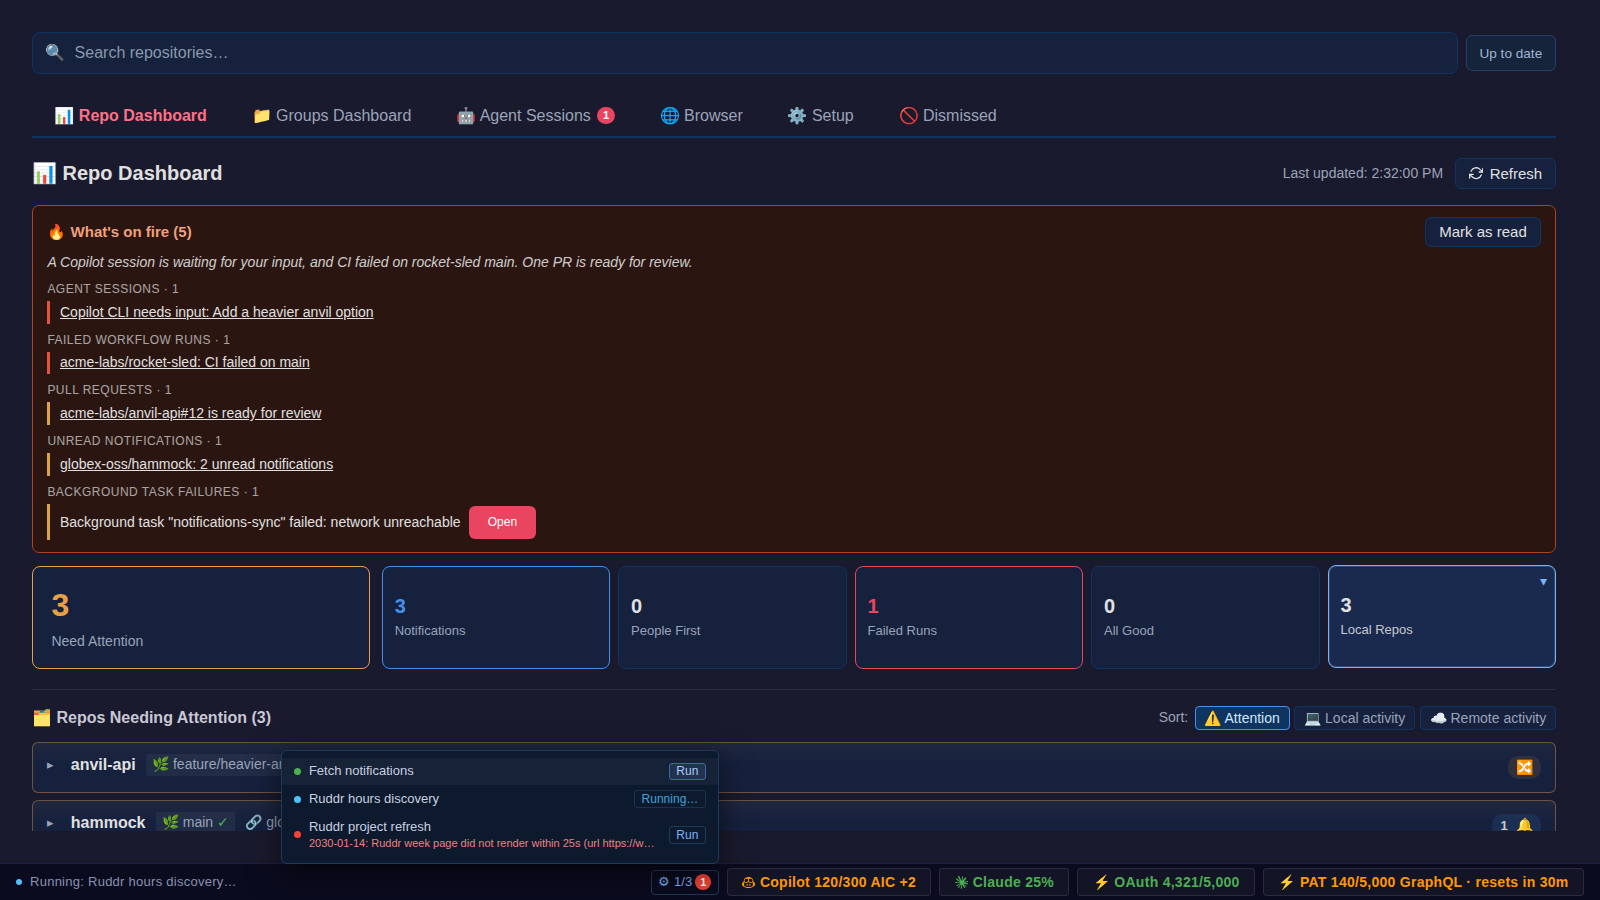 Search repositories…
Up to date
Repo Dashboard
Groups Dashboard
Agent Sessions 1
Browser
Setup
Dismissed
Repo Dashboard
Last updated: 2:32:00 PM
Refresh
What's on fire (5)
Mark as read
A Copilot session is waiting for your input, and CI failed on rocket-sled main. One PR is ready for review.
AGENT SESSIONS · 1
Copilot CLI needs input: Add a heavier anvil option
FAILED WORKFLOW RUNS · 1
acme-labs/rocket-sled: CI failed on main
PULL REQUESTS · 1
acme-labs/anvil-api#12 is ready for review
UNREAD NOTIFICATIONS · 1
globex-oss/hammock: 2 unread notifications
BACKGROUND TASK FAILURES · 1
Background task "notifications-sync" failed: network unreachable
Open
3
Need Attention
3
Notifications
0
People First
1
Failed Runs
0
All Good
3
Local Repos
Repos Needing Attention (3)
Sort:
Attention
Local activity
Remote activity
anvil-api
feature/heavier-an
hammock
main ✓
glo
1
Fetch notifications
Run
Ruddr hours discovery
Running…
Ruddr project refresh
Run
2030-01-14: Ruddr week page did not render within 25s (url https://w…
Running: Ruddr hours discovery…
1/3 1
Copilot 120/300 AIC +2
Claude 25%
OAuth 4,321/5,000
PAT 140/5,000 GraphQL · resets in 30m